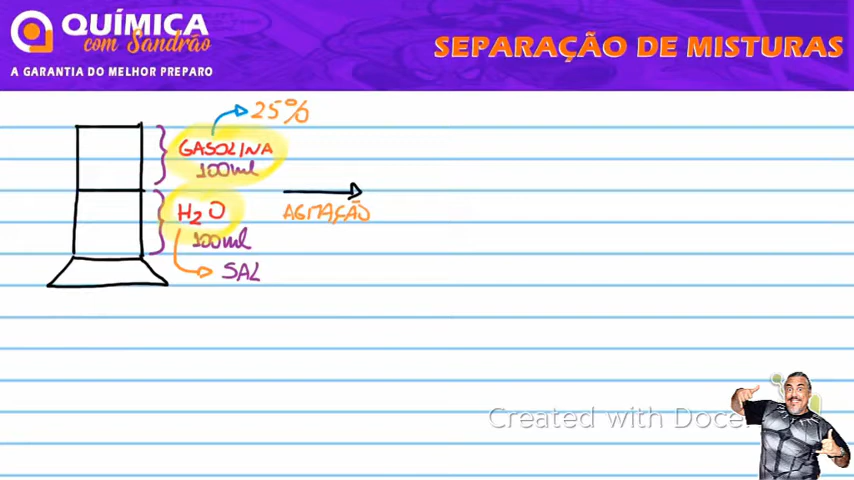 QUÍMICA
com Sandrão
A GARANTIA DO MELHOR PREPARO
SEPARAÇÃO DE MISTURAS
25%
GASOLINA
100ml
H2O
100ml
SAL
AGITAÇÃO
Created with